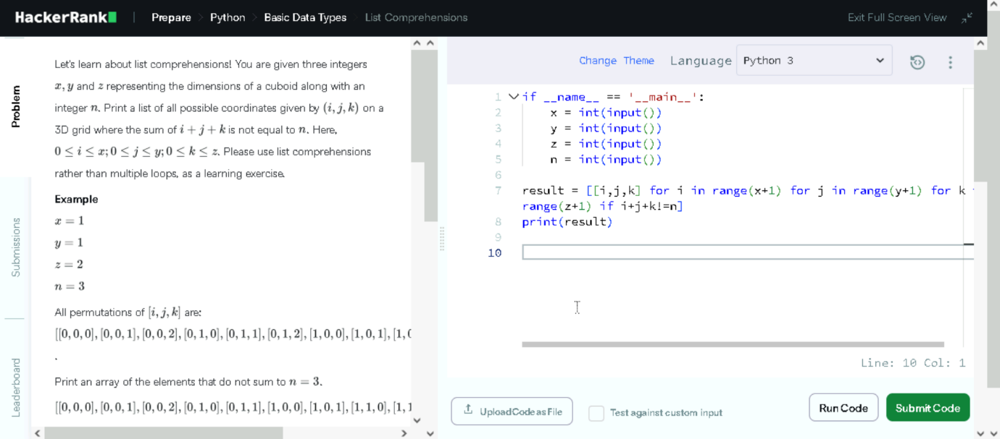 HackerRank | Prepare > Python > Basic Data Types > List Comprehensions Exit Full Screen View
Problem
Submissions
Leaderboard
Let's learn about list comprehensions! You are given three integers
x, y and z representing the dimensions of a cuboid along with an
integer n. Print a list of all possible coordinates given by (i, j, k) on a
3D grid where the sum of i + j + k is not equal to n. Here,
0 ≤ i ≤ x; 0 ≤ j ≤ y; 0 ≤ k ≤ z. Please use list comprehensions
rather than multiple loops, as a learning exercise.
Example
x = 1
y = 1
z = 2
n = 3
All permutations of [i, j, k] are:
[[0, 0, 0], [0, 0, 1], [0, 0, 2], [0, 1, 0], [0, 1, 1], [0, 1, 2], [1, 0, 0], [1, 0, 1], [1, 0
.
Print an array of the elements that do not sum to n = 3.
[[0, 0, 0], [0, 0, 1], [0, 0, 2], [0, 1, 0], [0, 1, 1], [1, 0, 0], [1, 0, 1], [1, 1, 0], [1, 1
Change Theme Language Python 3
1 if __name__ == '__main__':
2 x = int(input())
3 y = int(input())
4 z = int(input())
5 n = int(input())
6
7 result = [[i,j,k] for i in range(x+1) for j in range(y+1) for k
range(z+1) if i+j+k!=n]
8 print(result)
9
10
Line: 10 Col: 1
Upload Code as File
Test against custom input
Run Code
Submit Code